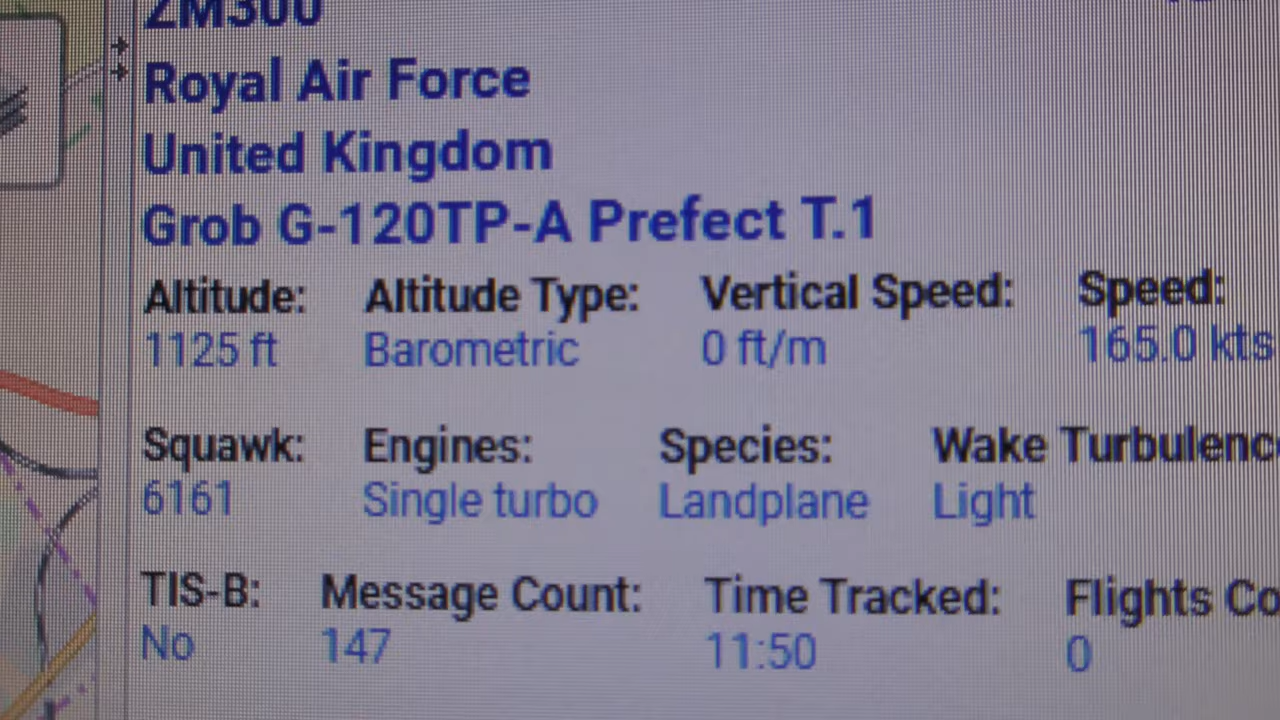 ZM300
Royal Air Force
United Kingdom
Grob G-120TP-A Prefect T.1
Altitude: Altitude Type: Vertical Speed: Speed:
1125 ft Barometric 0 ft/m 165.0 kts
Squawk: Engines: Species: Wake Turbulenc
6161 Single turbo Landplane Light
TIS-B: Message Count: Time Tracked: Flights Co
No 147 11:50 0